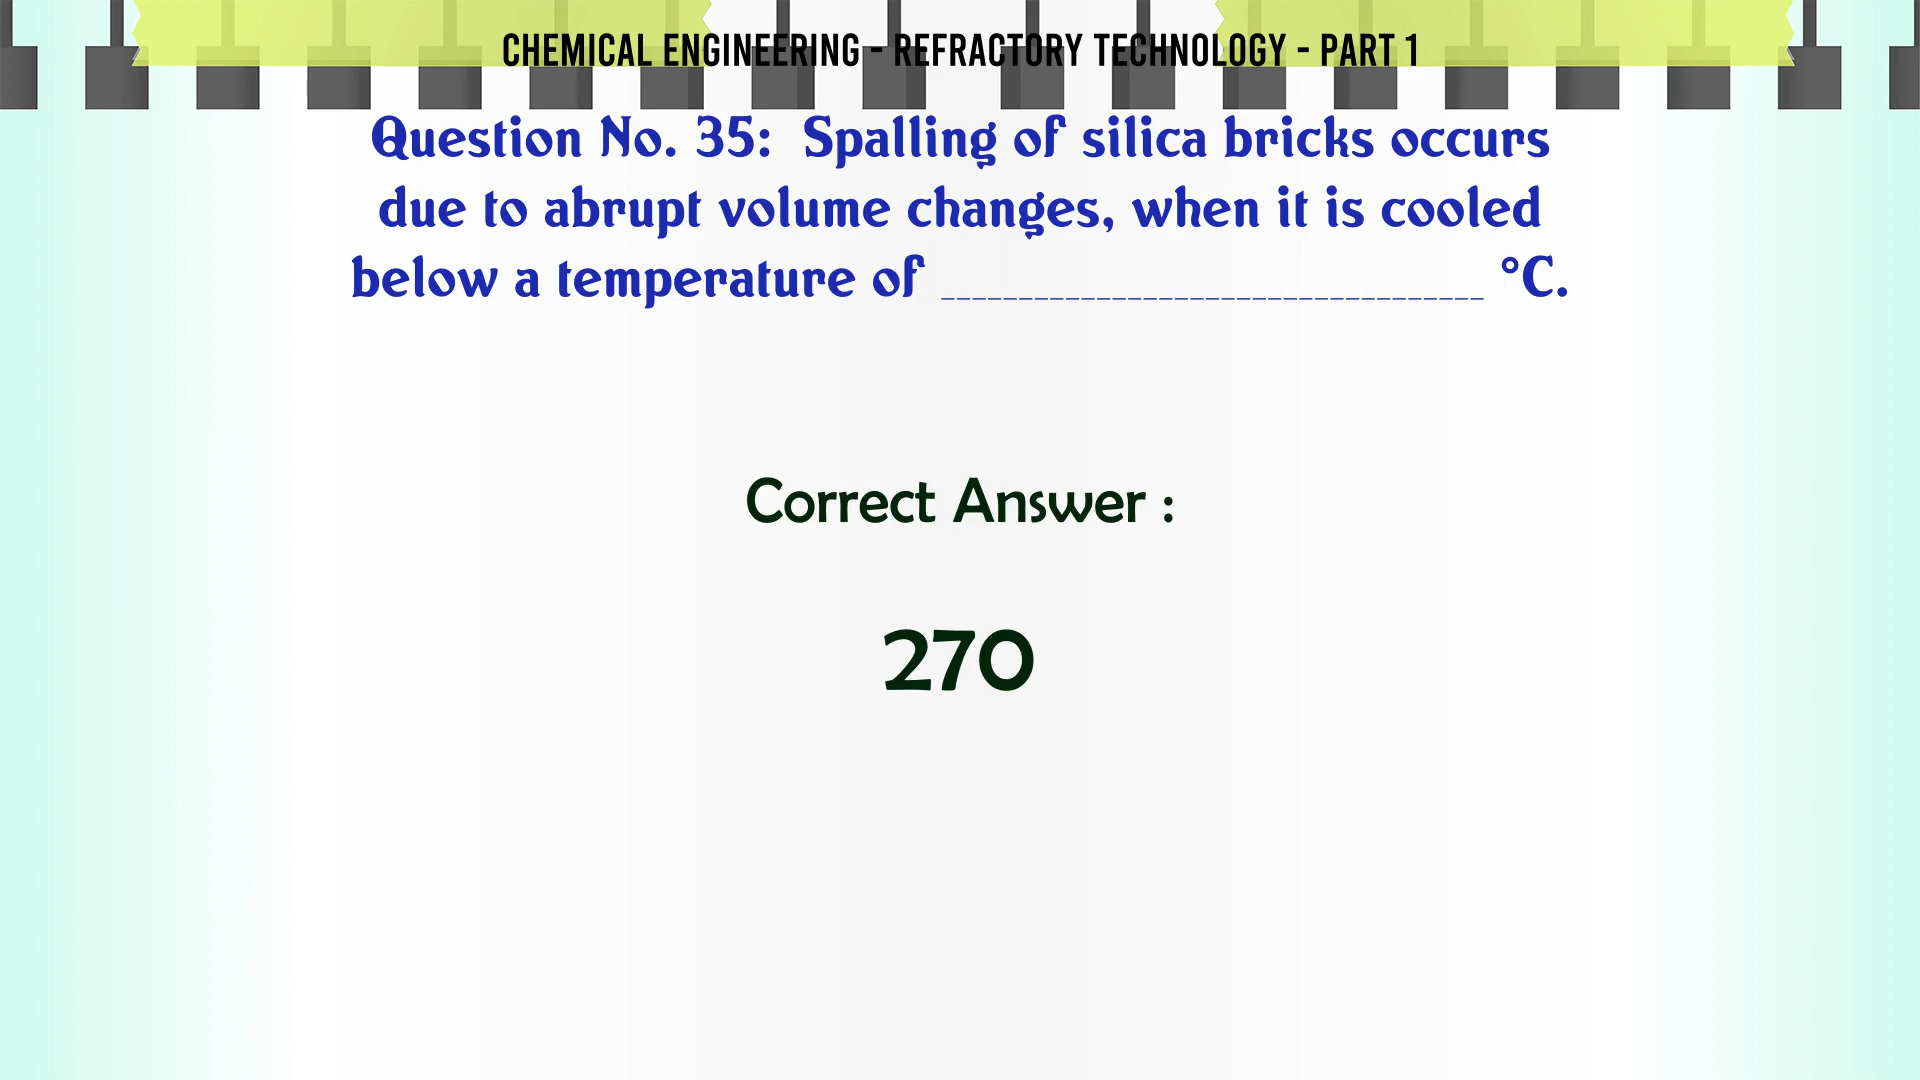 CHEMICAL ENGINEERING - REFRACTORY TECHNOLOGY - PART 1
Question No. 35:  Spalling of silica bricks occurs
due to abrupt volume changes, when it is cooled
below a temperature of ___________________________________ °C.
Correct Answer :
270